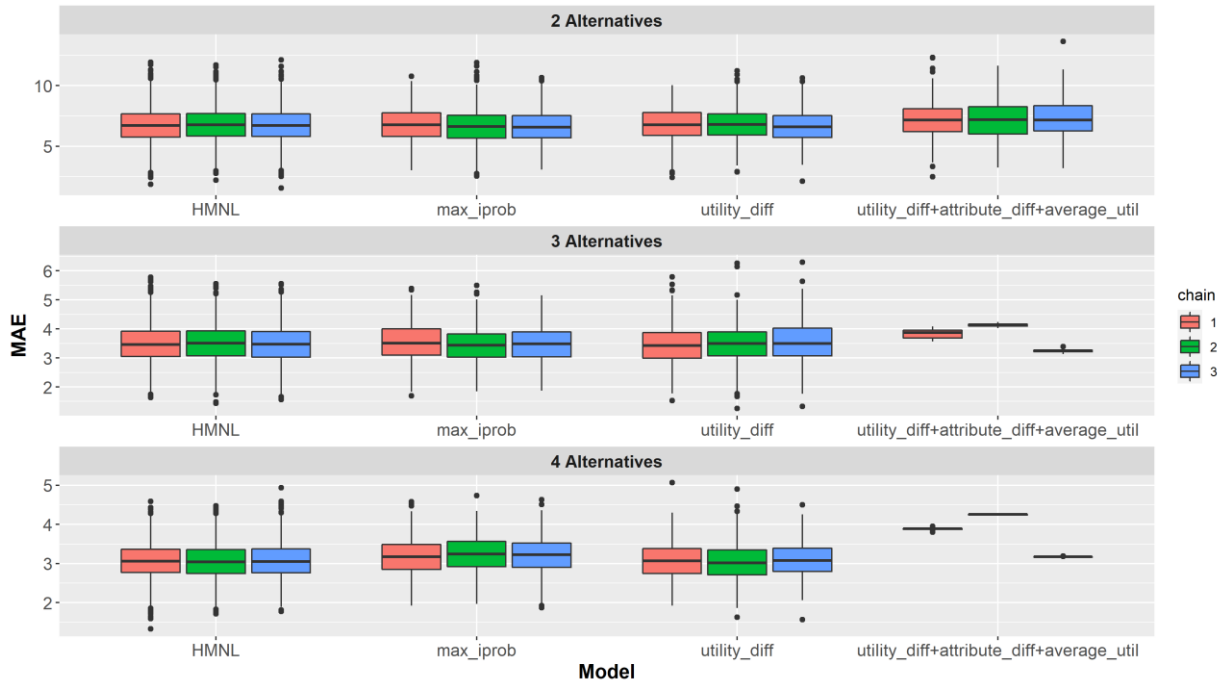 2 Alternatives
10
5
HMNL max_iprob utility_diff utility_diff+attribute_diff+average_util
3 Alternatives
6
5
4
3
2
HMNL max_iprob utility_diff utility_diff+attribute_diff+average_util
4 Alternatives
5
4
3
2
HMNL max_iprob utility_diff utility_diff+attribute_diff+average_util
Model
MAE
chain
1
2
3